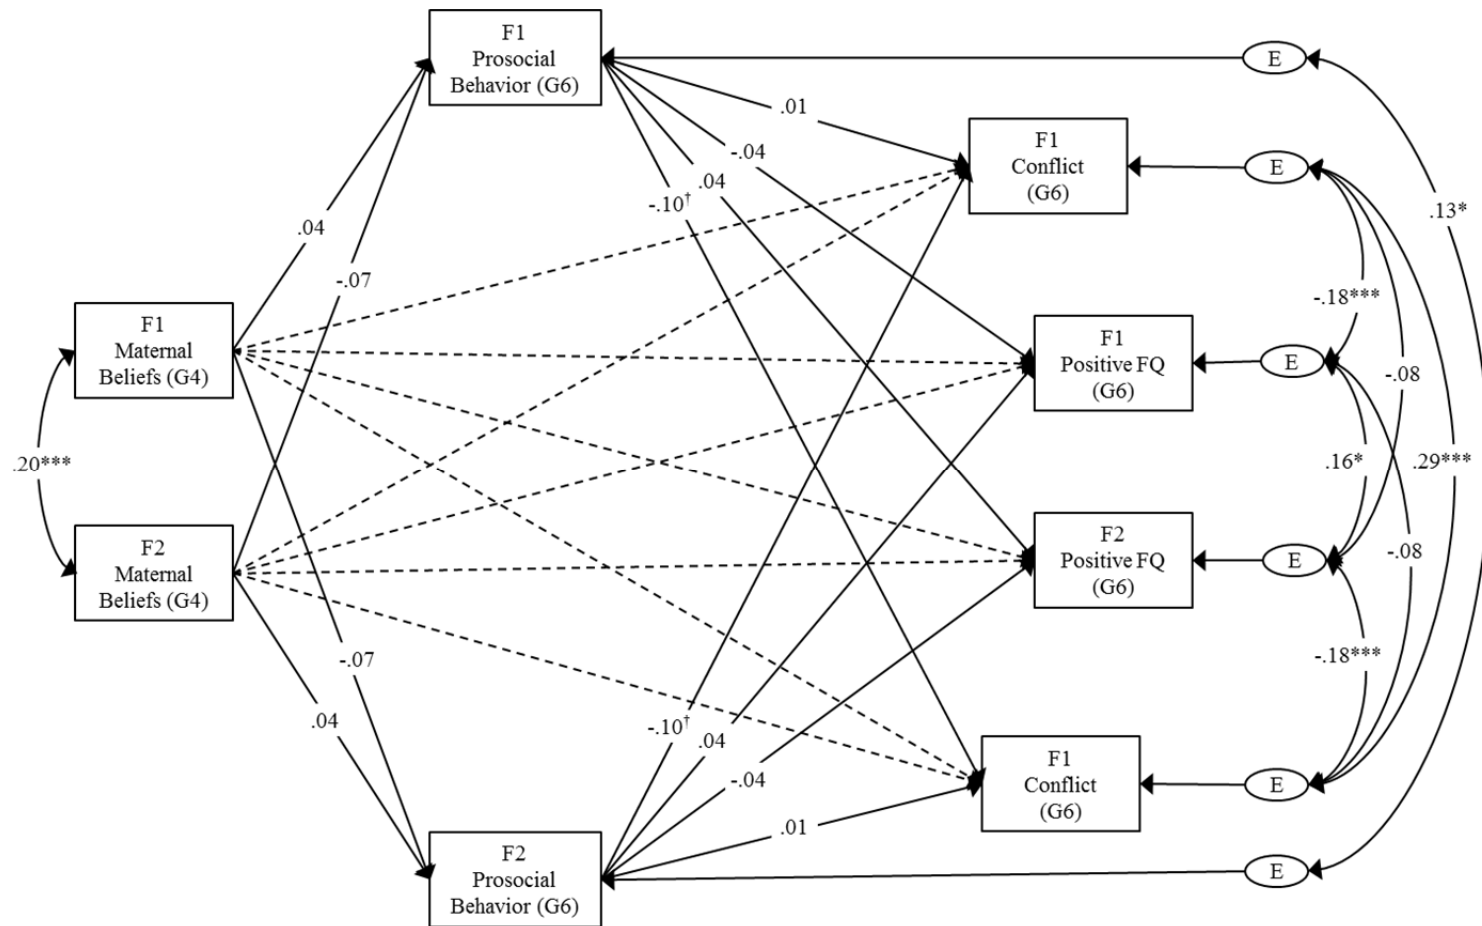 F1
Prosocial
Behavior (G6)
E
.01
F1
Conflict
(G6)
E
-.04
.04
-.10†
.13*
.04
-.07
-.18***
F1
Maternal
Beliefs (G4)
F1
Positive FQ
(G6)
E
-.08
.20***
.16*
.29***
F2
Maternal
Beliefs (G4)
F2
Positive FQ
(G6)
E
-.08
-.07
-.18***
.04
-.10†
.04
-.04
F1
Conflict
(G6)
E
.01
F2
Prosocial
Behavior (G6)
E